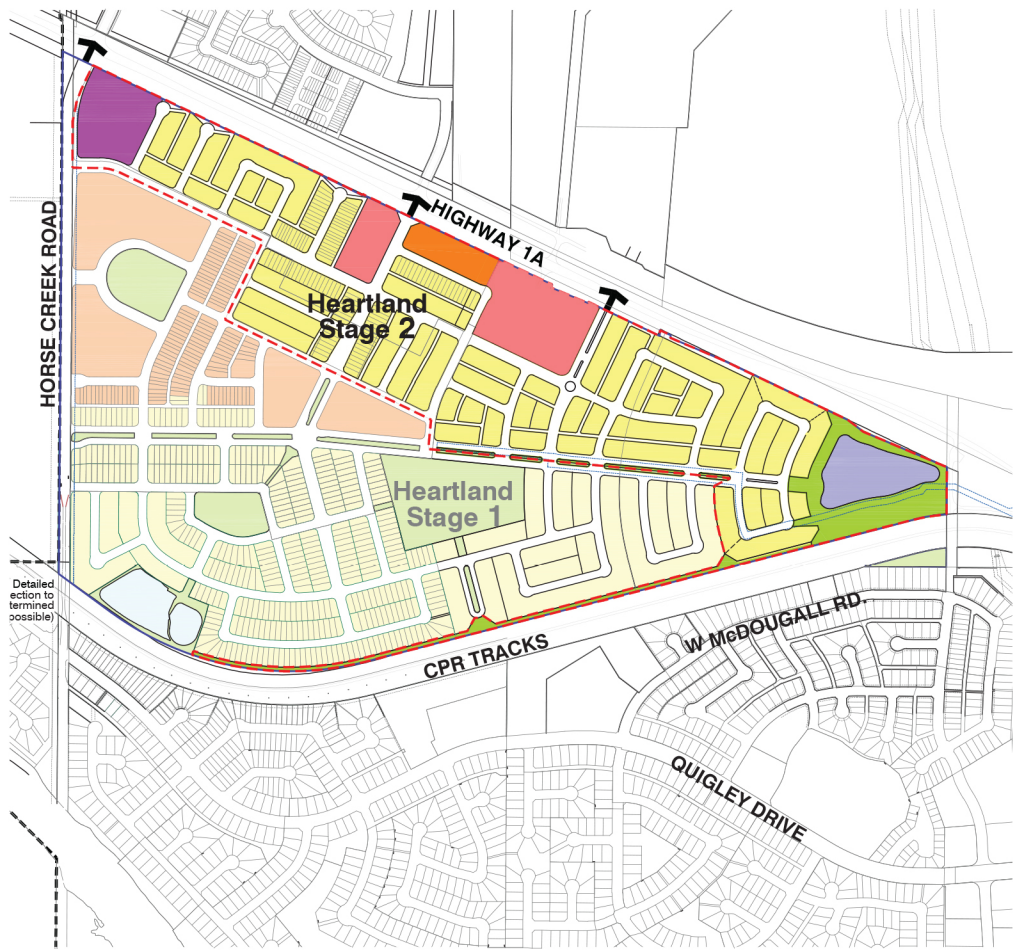 HIGHWAY 1A
HORSE CREEK ROAD
Heartland
Stage 2
Heartland
Stage 1
Detailed
ection to
termined
possible)
W McDOUGALL RD.
CPR TRACKS
QUIGLEY DRIVE